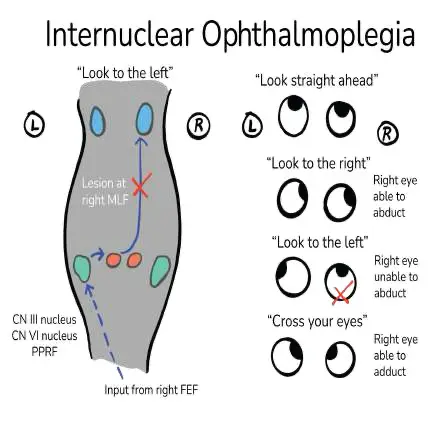 Internuclear Ophthalmoplegia
"Look to the left"
L
R
Lesion at
right MLF
CN III nucleus
CN VI nucleus
PPRF
Input from right FEF
"Look straight ahead"
L
R
"Look to the right"
Right eye
able to
abduct
"Look to the left"
Right eye
unable to
abduct
"Cross your eyes"
Right eye
able to
adduct